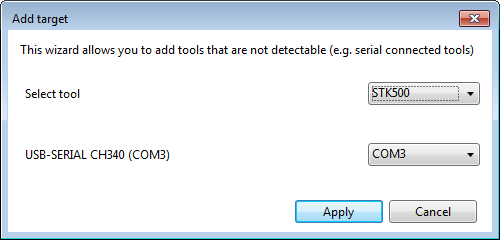 Add target
This wizard allows you to add tools that are not detectable (e.g. serial connected tools)
Select tool STK500
USB-SERIAL CH340 (COM3) COM3
Apply Cancel